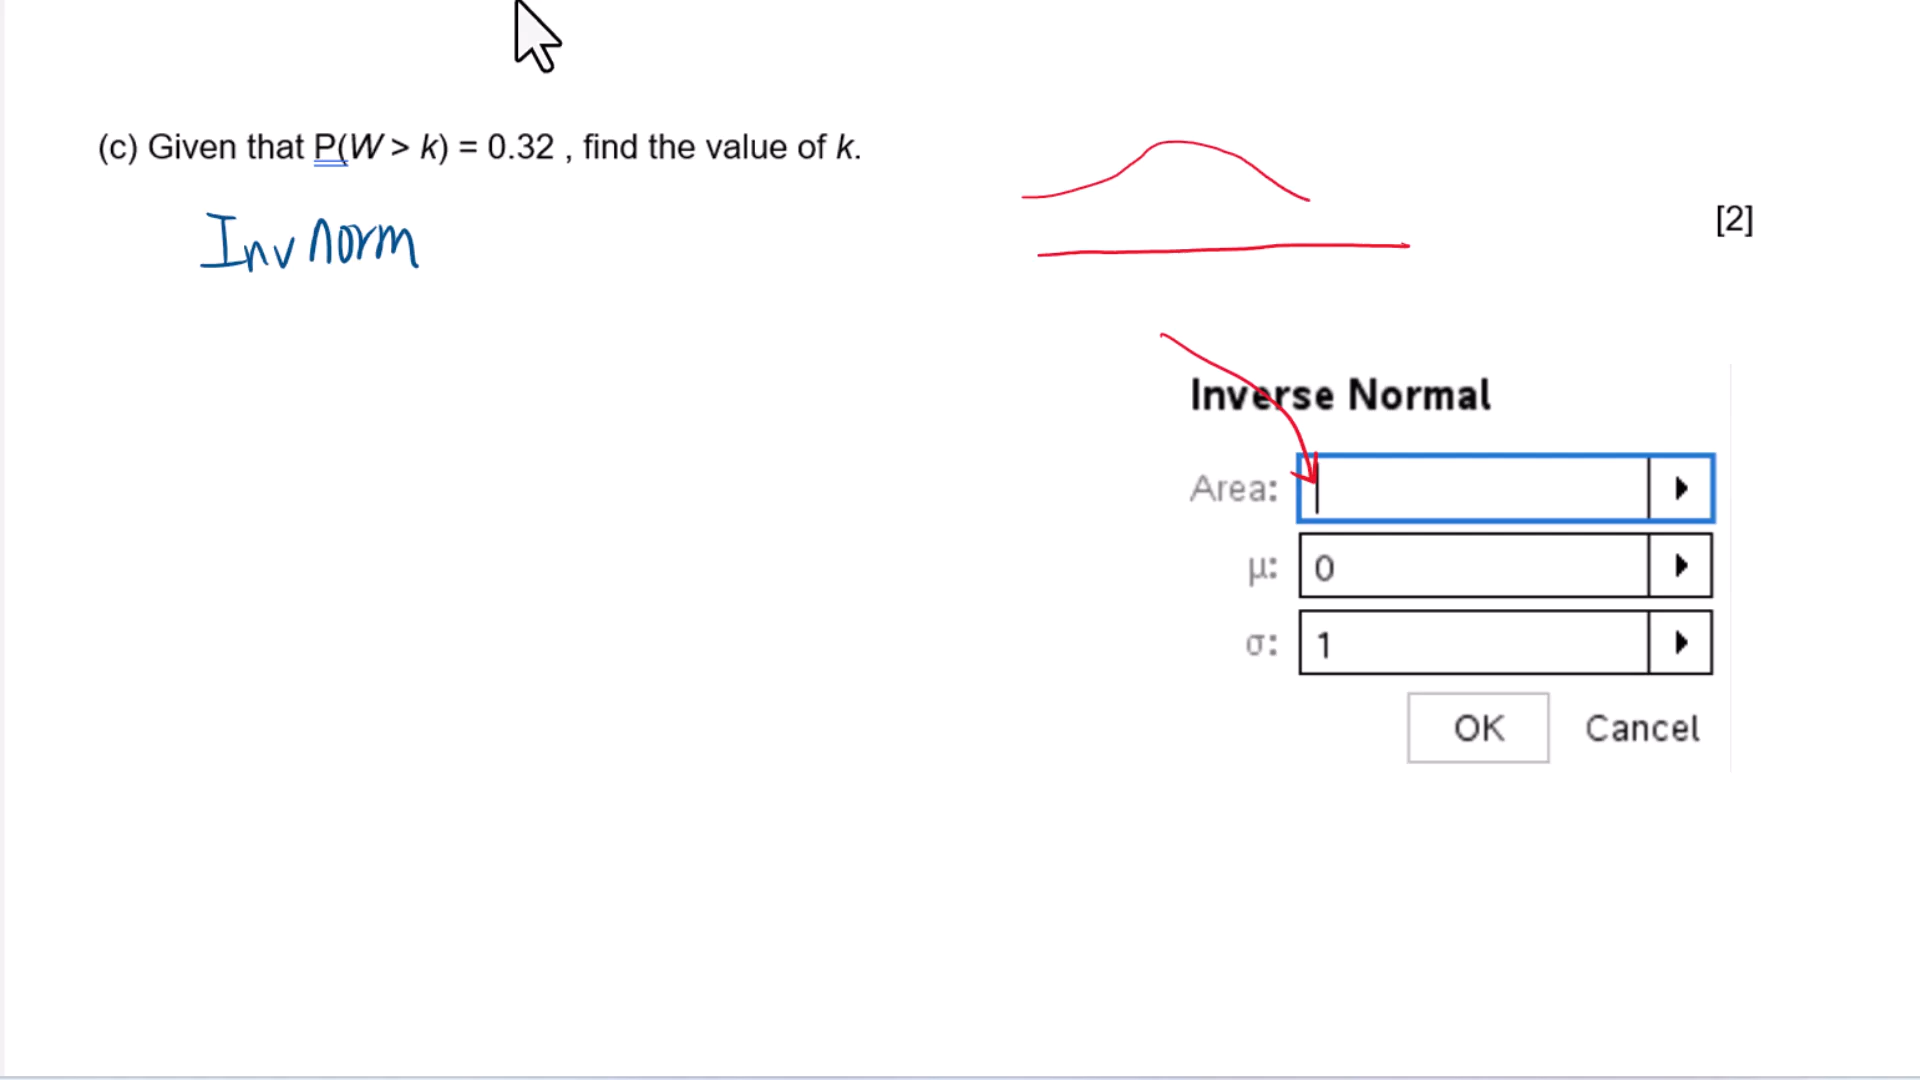 (c) Given that P(W > k) = 0.32 , find the value of k.
[2]
Inv Norm
Inverse Normal
Area:
μ: 0
σ: 1
OK Cancel